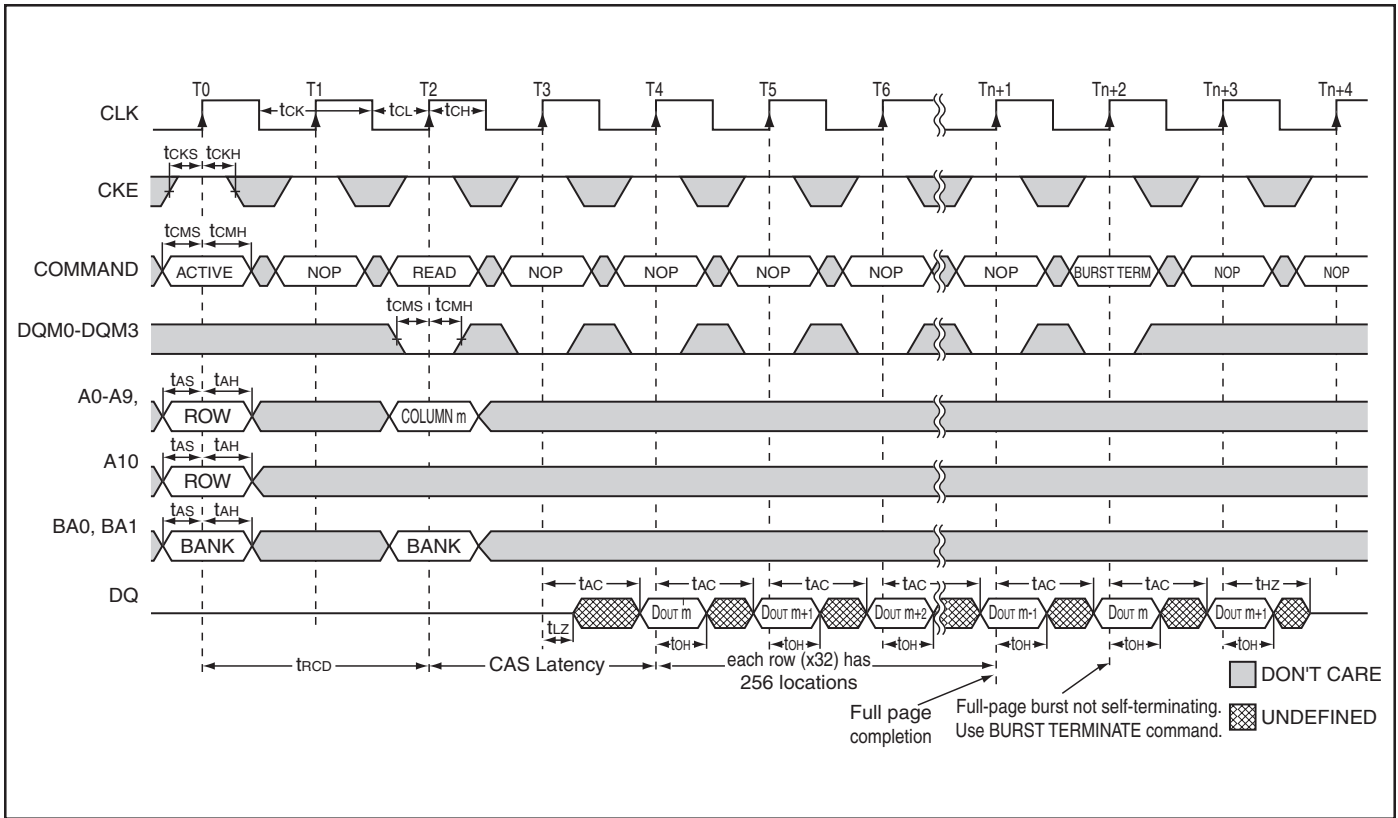 T0 T1 T2 T3 T4 T5 T6 Tn+1 Tn+2 Tn+3 Tn+4
CLK
tCK tCL tCH
tCKS tCKH
CKE
tCMS tCMH
COMMAND ACTIVE NOP READ NOP NOP NOP NOP NOP BURST TERM NOP NOP
tCMS tCMH
DQM0-DQM3
tAS tAH
A0-A9, ROW COLUMN m
tAS tAH
A10 ROW
tAS tAH
BA0, BA1 BANK BANK
tAC tAC tAC tAC tAC tAC tHZ
DQ DOUT m DOUT m+1 DOUT m+2 DOUT m-1 DOUT m DOUT m+1
tLZ tOH tOH tOH tOH tOH tOH
tRCD CAS Latency each row (x32) has
256 locations
Full page
completion
Full-page burst not self-terminating.
Use BURST TERMINATE command.
DON'T CARE
UNDEFINED